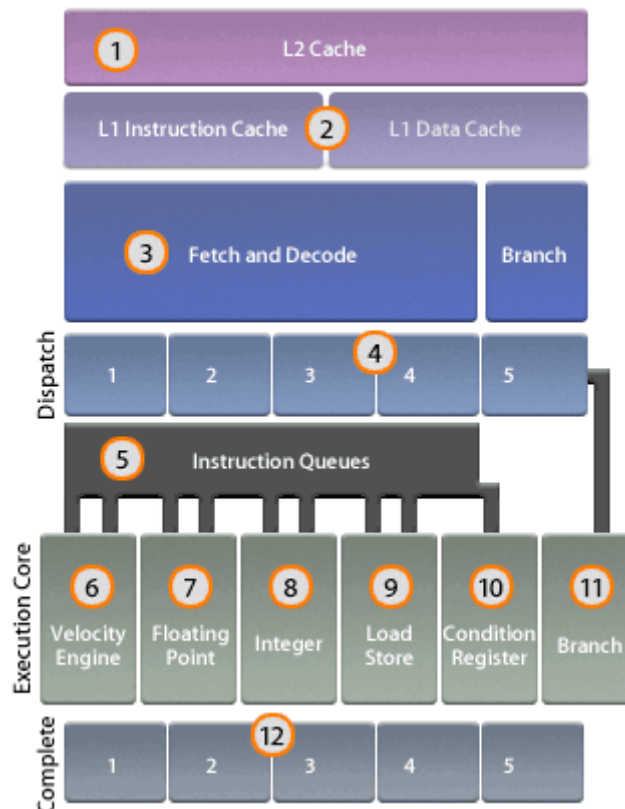 1 L2 Cache
L1 Instruction Cache 2 L1 Data Cache
3 Fetch and Decode Branch
Dispatch
4
1 2 3 4 5
5 Instruction Queues
Execution Core
6 7 8 9 10 11
Velocity Engine
Floating Point
Integer
Load Store
Condition Register
Branch
Complete
12
1 2 3 4 5